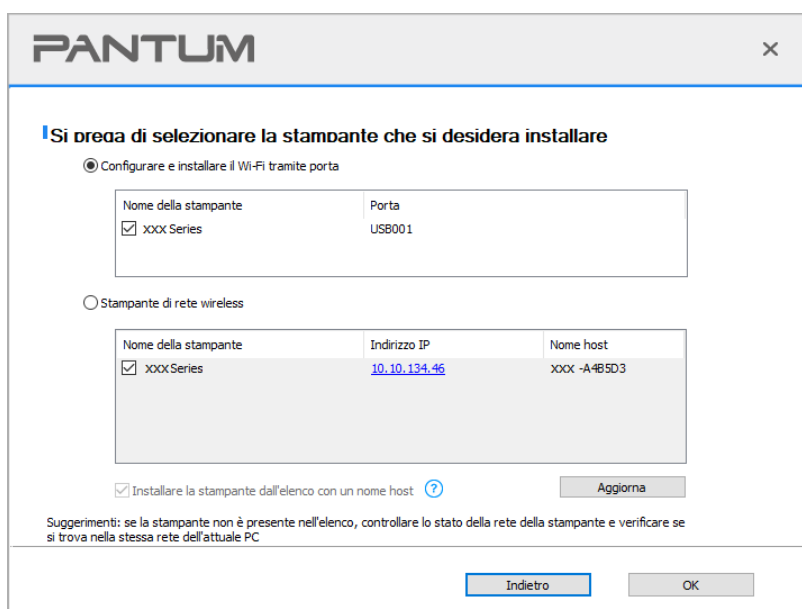 PANTUM
Si prega di selezionare la stampante che si desidera installare
Configurare e installare il Wi-Fi tramite porta
Nome della stampante Porta
XXX Series USB001
Stampante di rete wireless
Nome della stampante Indirizzo IP Nome host
XXX Series 10.10.134.46 XXX -A4B5D3
Installare la stampante dall'elenco con un nome host ? Aggiorna
Suggerimenti: se la stampante non è presente nell'elenco, controllare lo stato della rete della stampante e verificare se
si trova nella stessa rete dell'attuale PC
Indietro OK